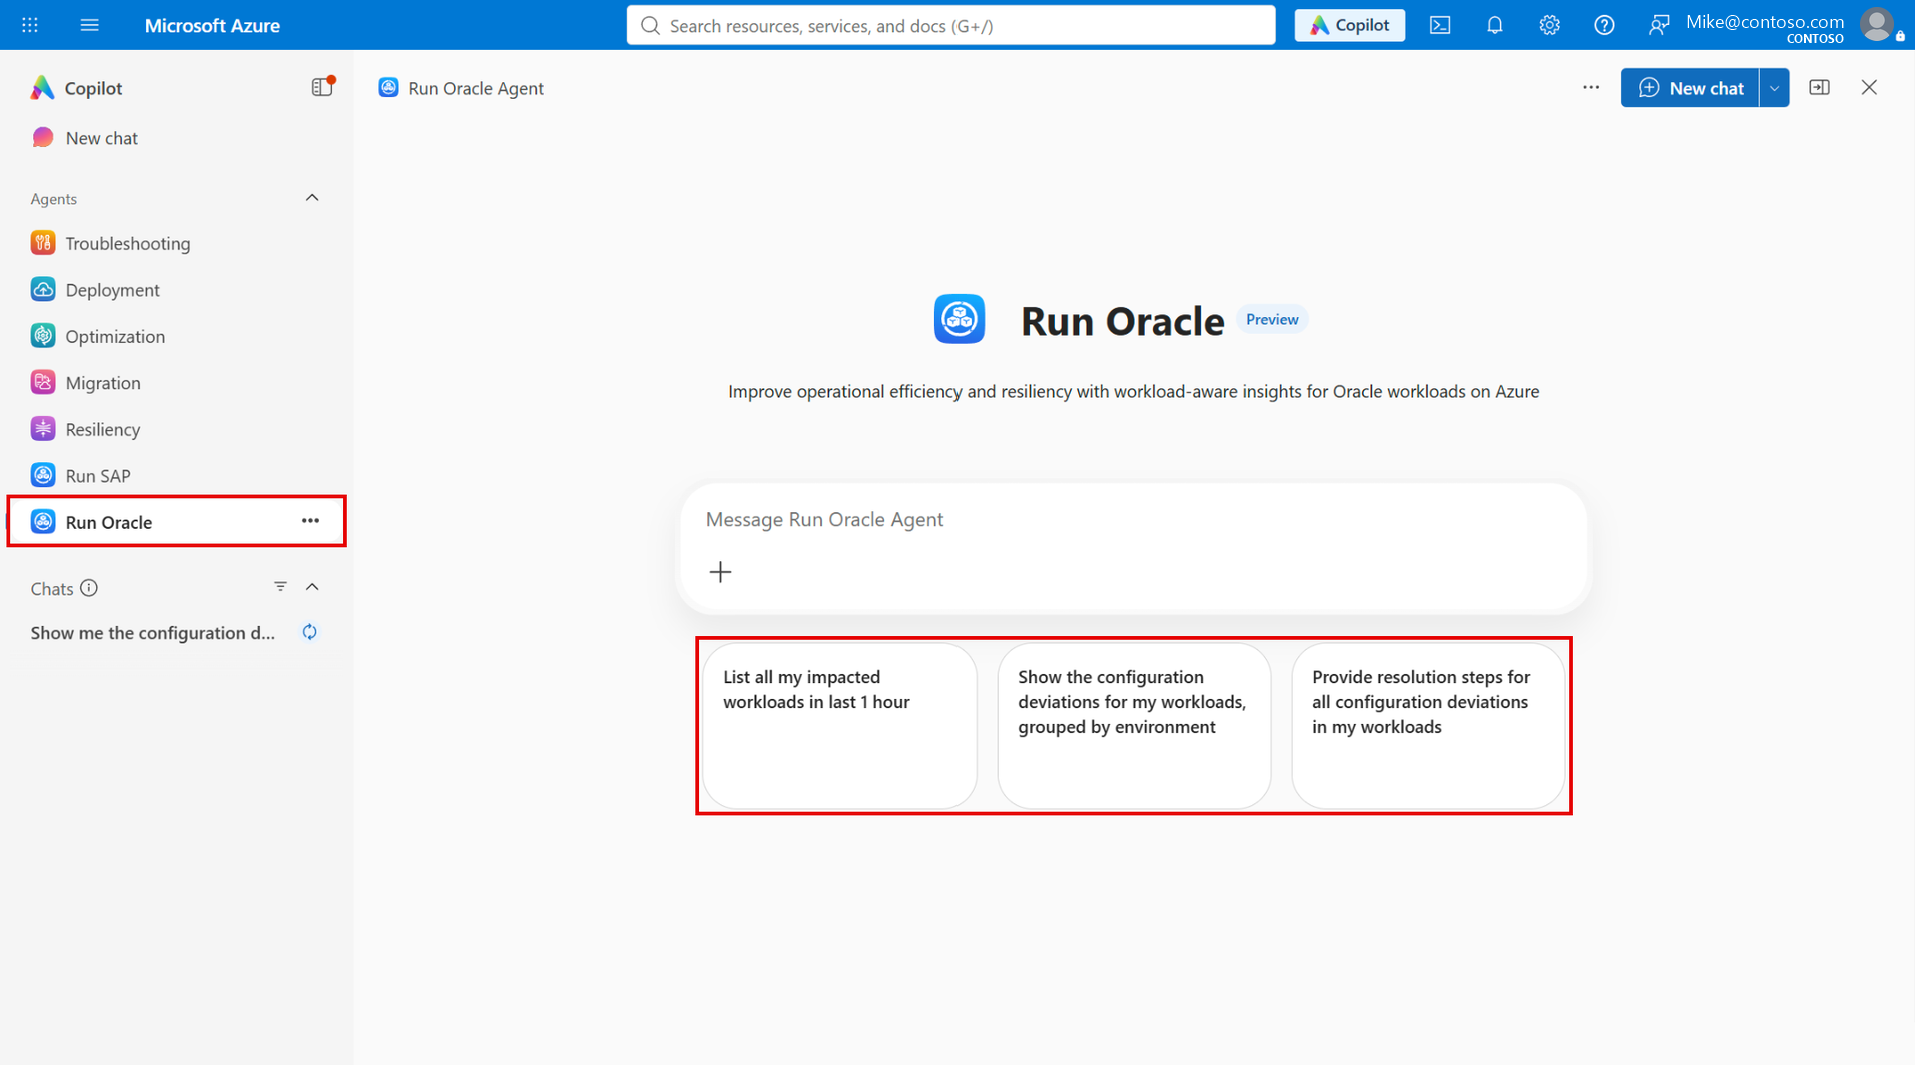 Microsoft Azure
Search resources, services, and docs (G+/)
Copilot
Mike@contoso.com
CONTOSO
Copilot
New chat
Agents
Troubleshooting
Deployment
Optimization
Migration
Resiliency
Run SAP
Run Oracle
Chats
Show me the configuration d...
Run Oracle Agent
New chat
Run Oracle
Preview
Improve operational efficiency and resiliency with workload-aware insights for Oracle workloads on Azure
Message Run Oracle Agent
List all my impacted
workloads in last 1 hour
Show the configuration
deviations for my workloads,
grouped by environment
Provide resolution steps for
all configuration deviations
in my workloads